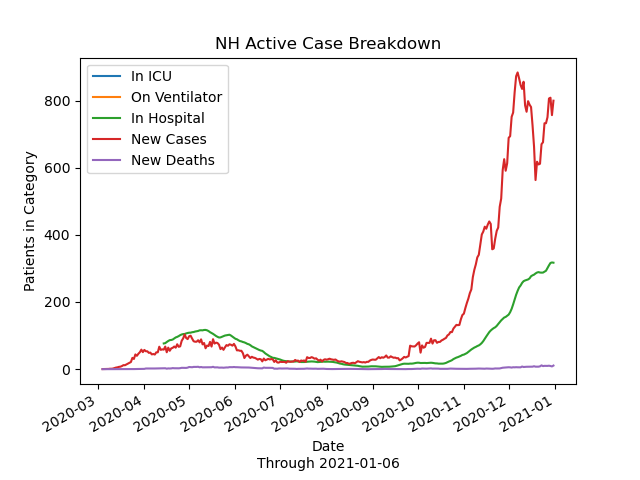 NH Active Case Breakdown
In ICU
On Ventilator
In Hospital
New Cases
New Deaths
Patients in Category
800
600
400
200
0
2020-03
2020-04
2020-05
2020-06
2020-07
2020-08
2020-09
2020-10
2020-11
2020-12
2021-01
Date
Through 2021-01-06